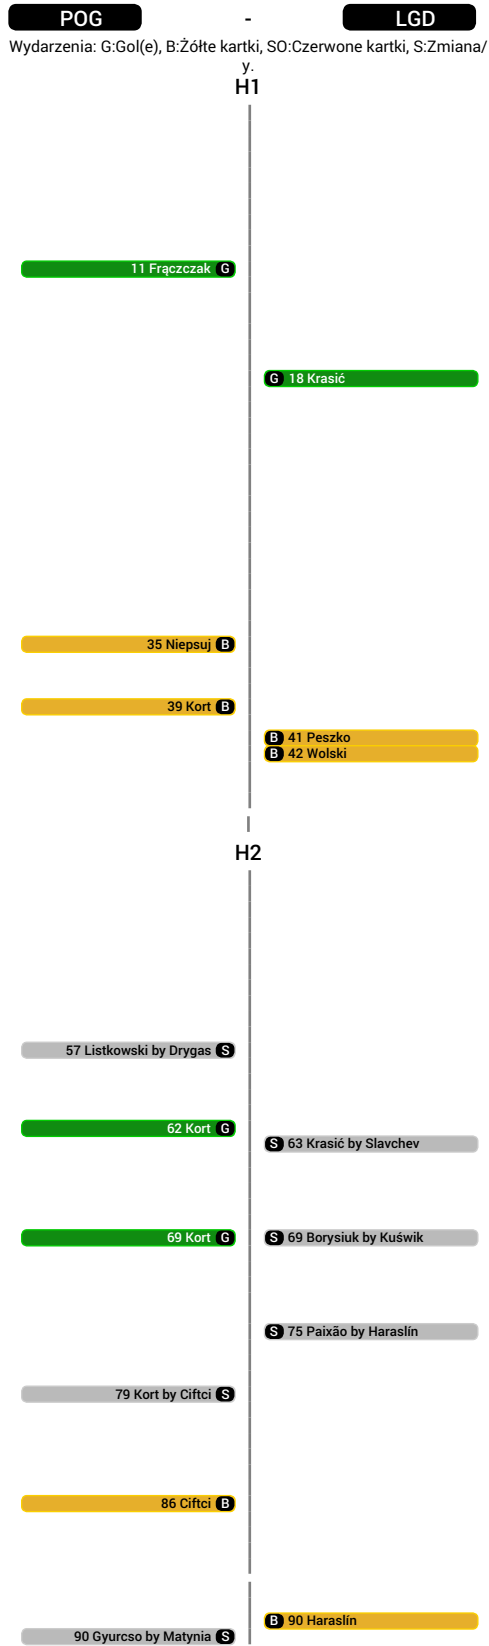 POG - LGD
Wydarzenia: G:Gol(e), B:Żółte kartki, SO:Czerwone kartki, S:Zmiana/
y.
H1
11 Frączczak G
G 18 Krasić
35 Niepsuj B
39 Kort B
B 41 Peszko
B 42 Wolski
H2
57 Listkowski by Drygas S
62 Kort G
S 63 Krasić by Slavchev
69 Kort G
S 69 Borysiuk by Kuświk
S 75 Paixão by Haraslín
79 Kort by Ciftci S
86 Ciftci B
B 90 Haraslín
90 Gyurcso by Matynia S